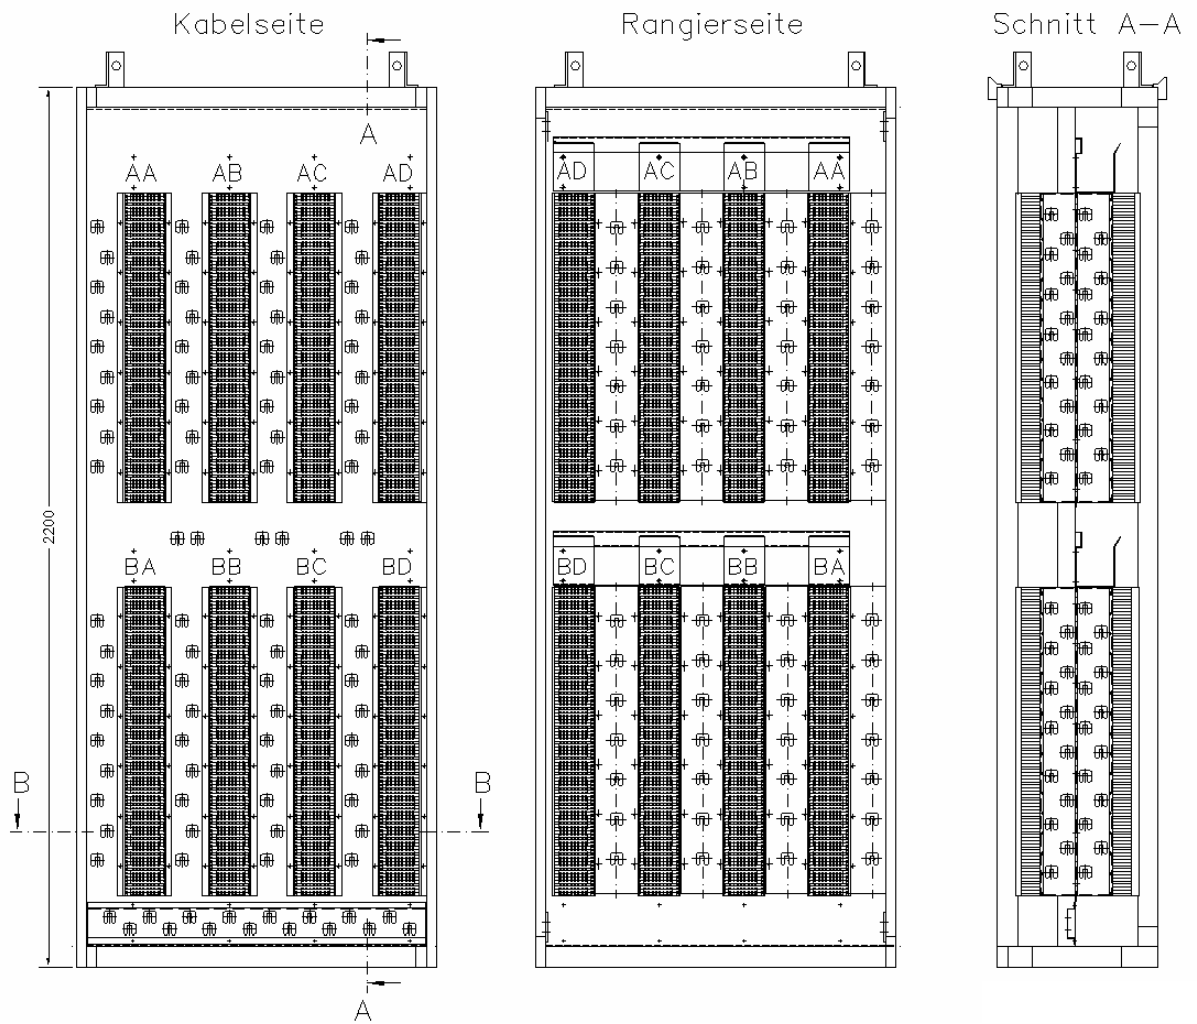 Kabelseite Rangierseite Schnitt A-A
A
AA AB AC AD
AD AC AB AA
2200
BA BB BC BD
BD BC BB BA
B B
A